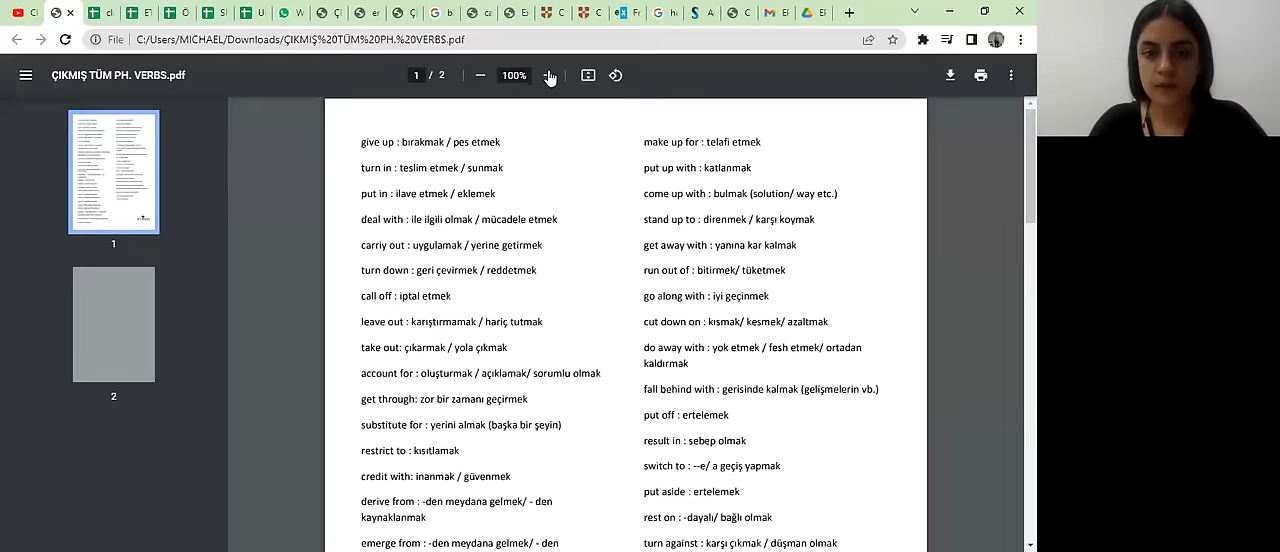 Çı
er
Ç
b
ca
E
C
C
Fr
he
A
C
EF
EF
File
C:/Users/MICHAEL/Downloads/ÇIKMIŞ%20TÜM%20PH.%20VERBS.pdf
ÇIKMIŞ TÜM PH. VERBS.pdf
1 / 2
100%
1
2
give up : bırakmak/ pes etmek
out in : ilave etmek / eklemek
deal with : ile ilgili olmak / mücadele etmek
carriy out : uygulamak / yerine getirmek
turn down : geri çevirmek / reddetmek
call off : iptal etmek
leave out : karıştırmamak / hariç tutmak
take out: çıkarmak / yola çıkmak
account for : oluşturmak / açıklamak/ sorumlu olmak
get through: zor bir zamanı geçirmek
substitute for : yerini almak (başka bir şeyin)
restrict to : kısıtlamak
credit with: inanmak / güvenmek
derive from : -den meydana gelmek/ - den
kaynaklanmak
emerge from : -den meydana gelmek/ - den
make up for : telafi etmek
put up with : katlanmak
come up with : bulmak (solution/ way etc.)
stand up to : direnmek / karşı koymak
get away with : yanına kar kalmak
run out of : bitirmek/ tüketmek
go along with : iyi geçinmek
cut down on : kısmak/ kesmek/ azaltmak
do away with : yok etmek / fesh etmek/ ortadan
kaldırmak
fall behind with : gerisinde kalmak (gelişmelerin vb.)
put off : ertelemek
result in : sebep olmak
switch to : --e/ a geçiş yapmak
put aside : ertelemek
rest on : -dayalı/ bağlı olmak
turn against : karşı çıkmak / düşman olmak